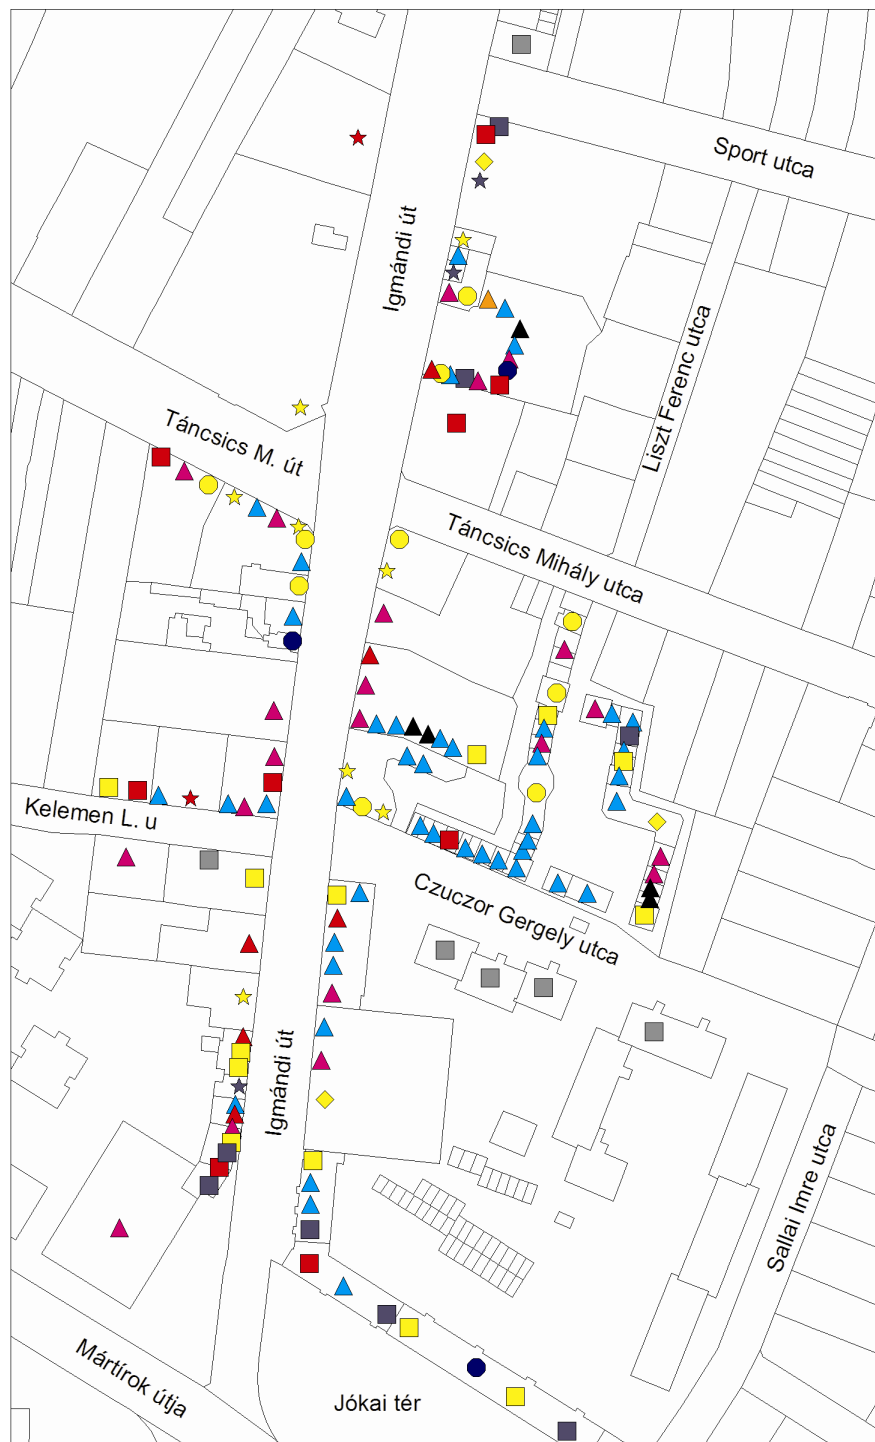 Sport utca
Igmándi út
Liszt Ferenc utca
Táncsics M. út
Táncsics Mihály utca
Kelemen L. u
Czuczor Gergely utca
Igmándi út
Sallai Imre utca
Mártírok útja
Jókai tér